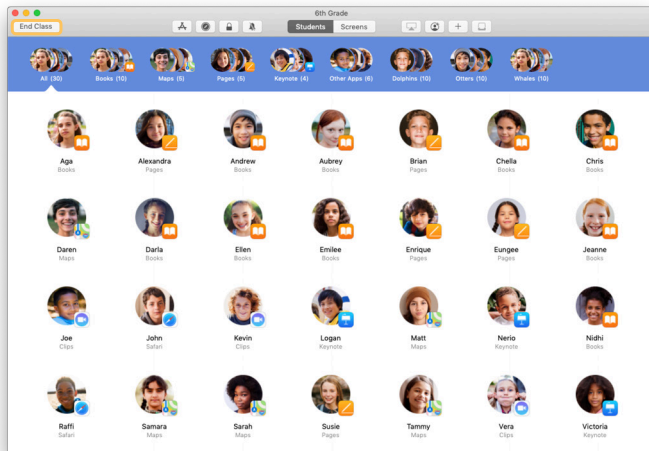 6th Grade
End Class
Students Screens
All (30) Books (10) Maps (5) Pages (5) Keynote (4) Other Apps (6) Dolphins (10) Otters (10) Whales (10)
Aga Alexandra Andrew Aubrey Brian Chella Chris
Books Pages Books Books Pages Books Books
Daren Darla Ellen Emilee Enrique Eungee Jeanne
Maps Books Books Books Pages Pages Books
Joe John Kevin Logan Matt Nerio Nidhi
Clips Safari Clips Keynote Maps Keynote Books
Raffi Samara Sarah Susie Tammy Vera Victoria
Safari Maps Maps Pages Maps Clips Keynote